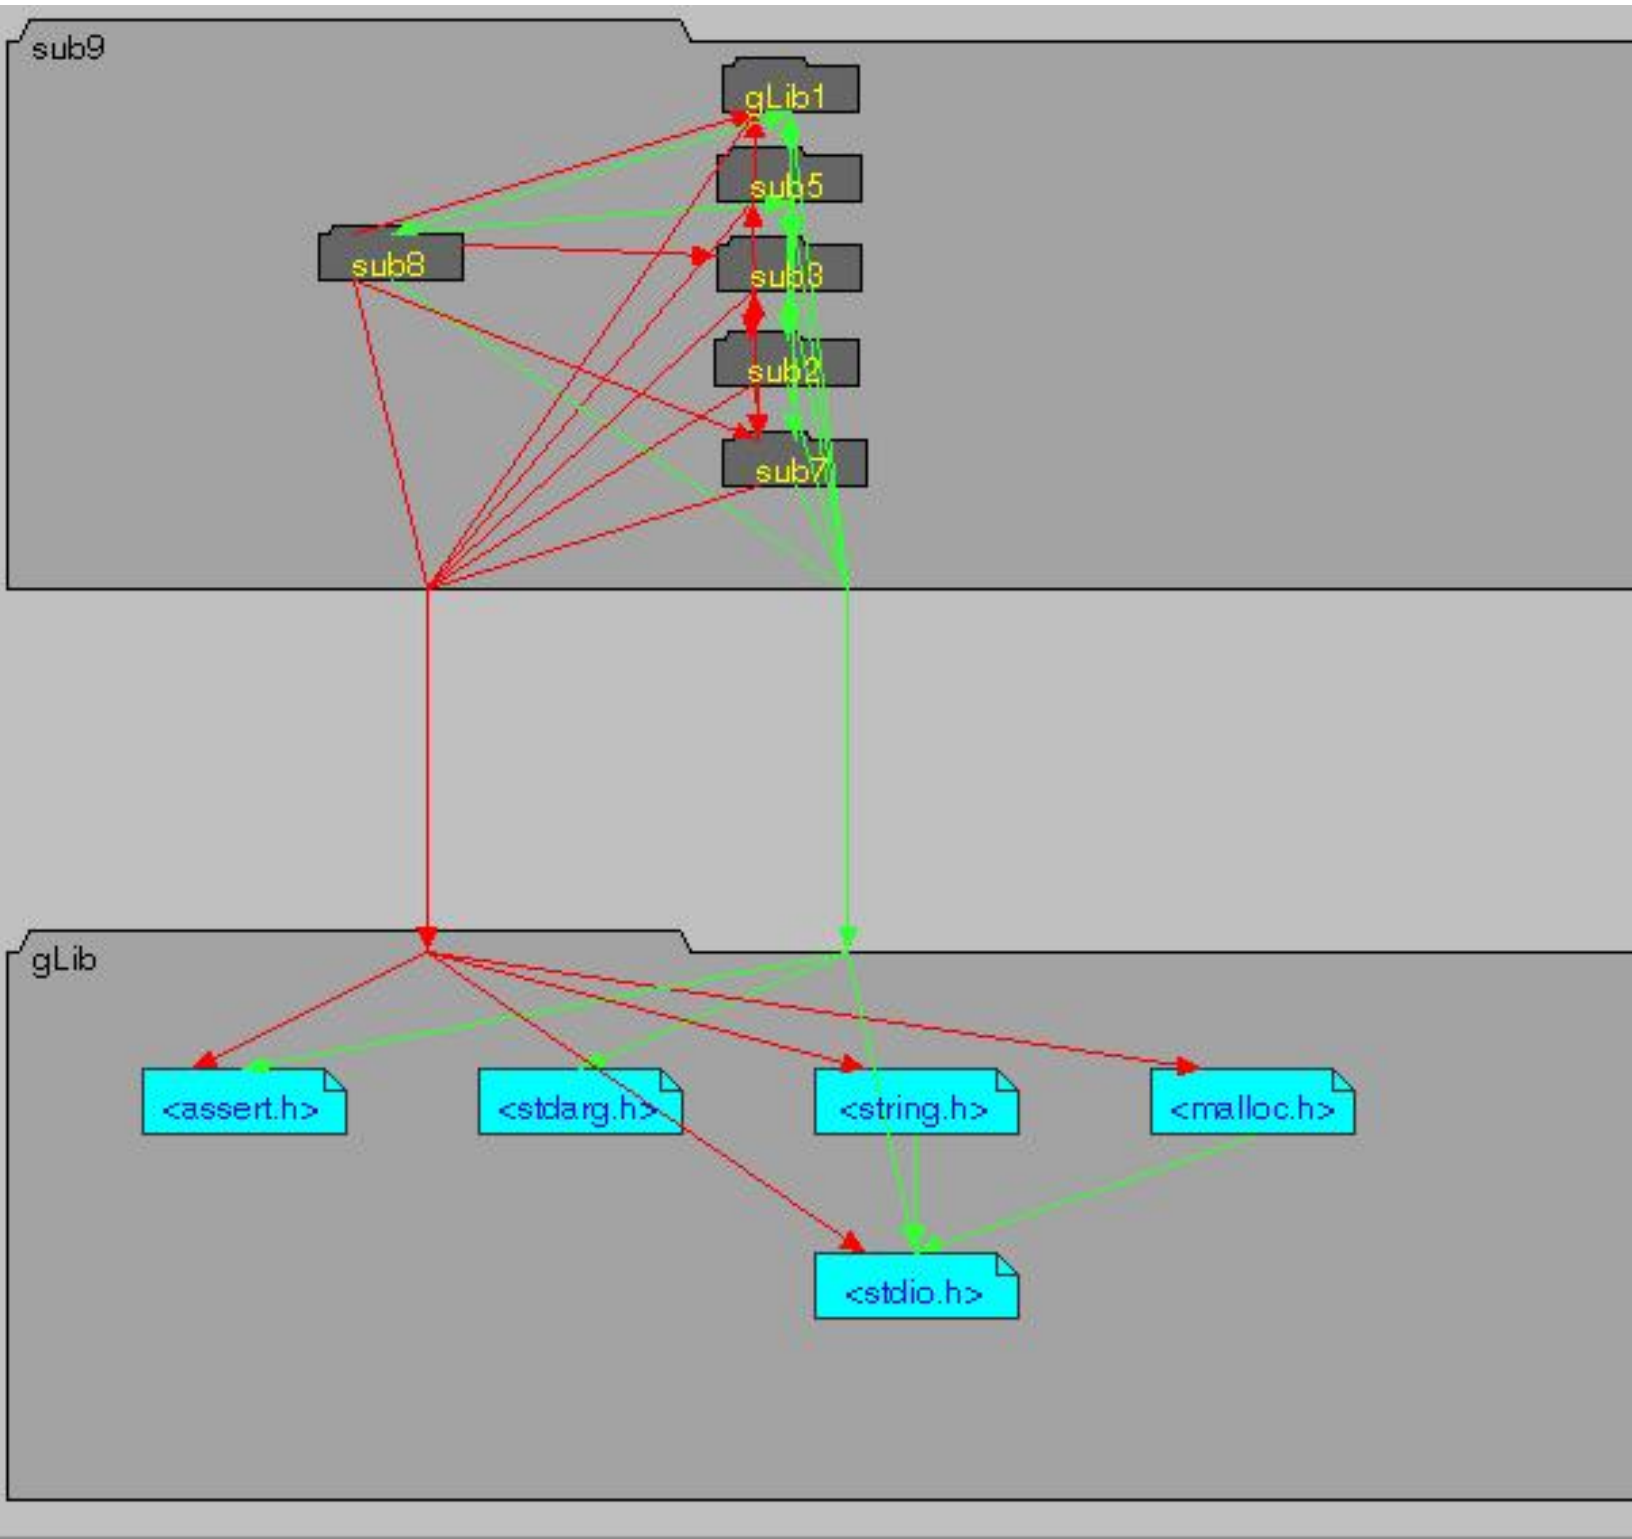 sub9
gLib1
sub5
sub8
sub3
sub2
sub7
gLib
<assert.h>
<stdarg.h>
<string.h>
<malloc.h>
<stdio.h>